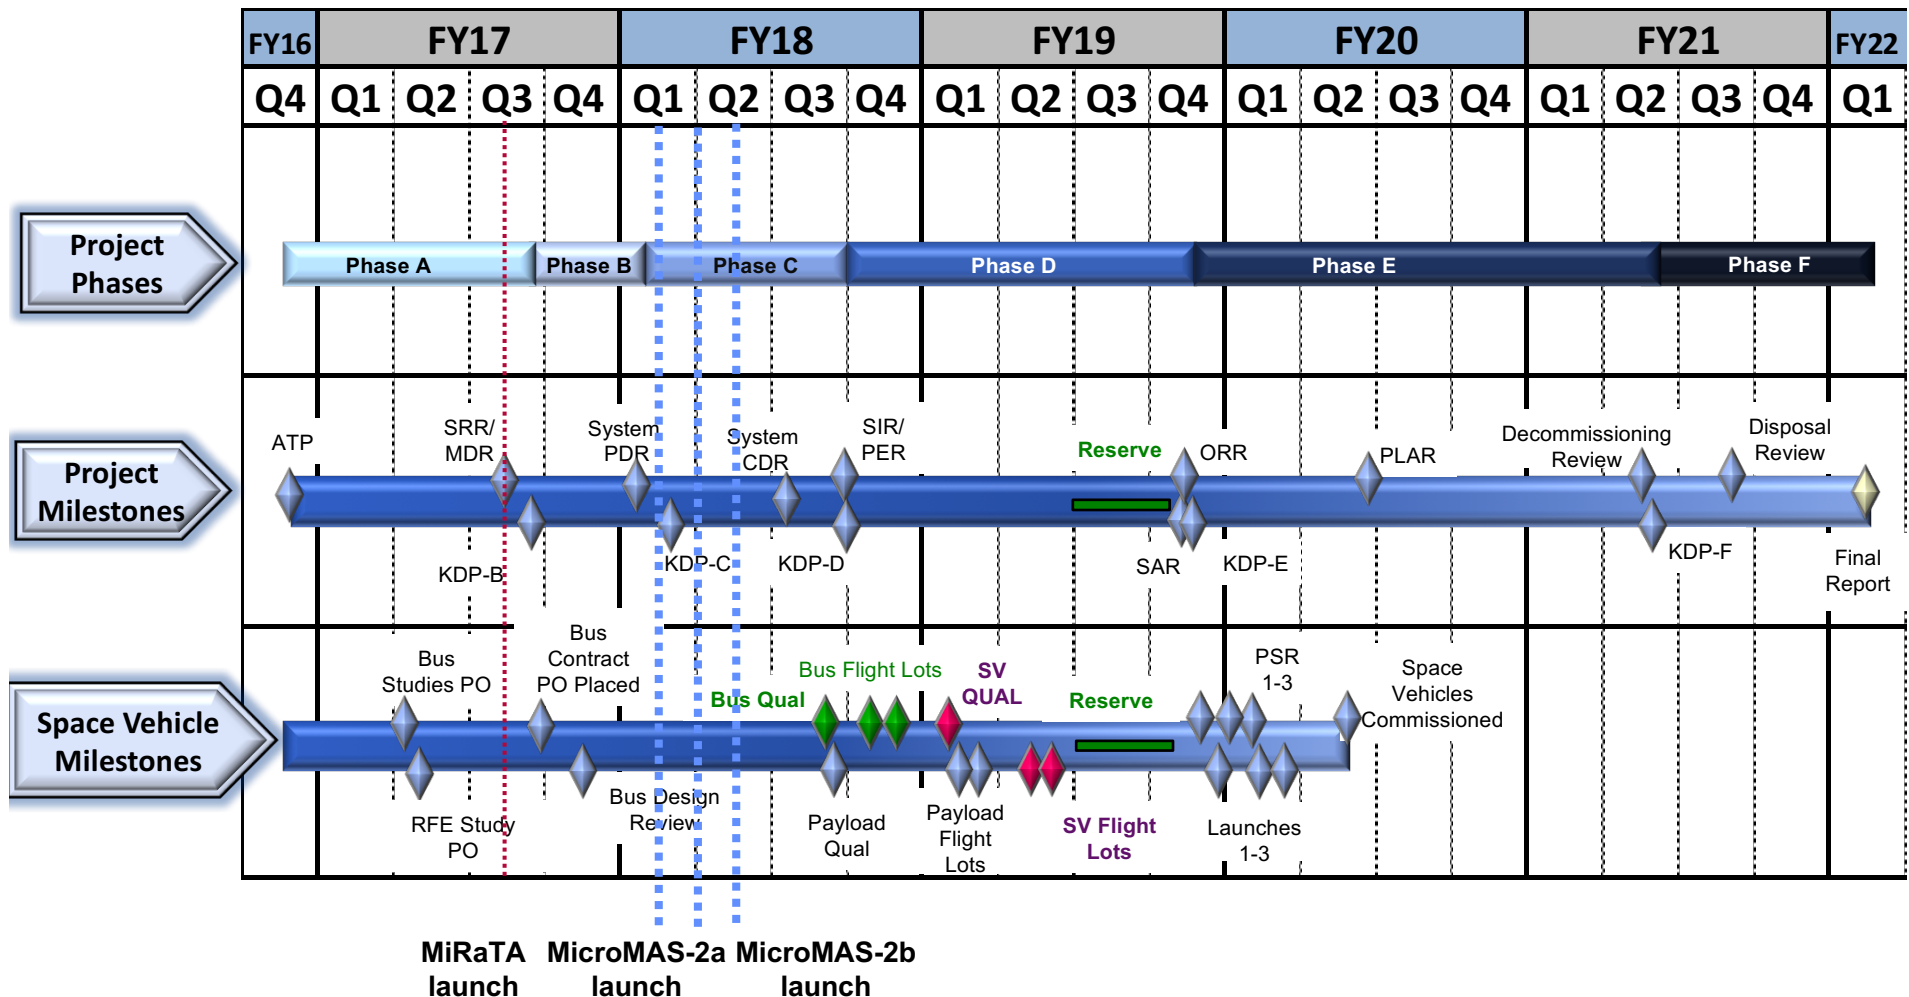 FY16 FY17 FY18 FY19 FY20 FY21 FY22
Q4 Q1 Q2 Q3 Q4 Q1 Q2 Q3 Q4 Q1 Q2 Q3 Q4 Q1 Q2 Q3 Q4 Q1 Q2 Q3 Q4 Q1
Project
Phases
Phase A
Phase B
Phase C
Phase D
Phase E
Phase F
Project
Milestones
ATP
SRR/
MDR
System
PDR
System
CDR
SIR/
PER
Reserve
ORR
PLAR
Decommissioning
Review
Disposal
Review
KDP-B
KDP-C
KDP-D
SAR
KDP-E
KDP-F
Final
Report
Space Vehicle
Milestones
Bus
Studies PO
Bus
Contract
PO Placed
Bus Qual
Bus Flight Lots
SV
QUAL
Reserve
PSR
1-3
Space
Vehicles
Commissioned
RFE Study
PO
Bus Design
Review
Payload
Qual
Payload
Flight
Lots
SV Flight
Lots
Launches
1-3
MiRaTA
launch
MicroMAS-2a
launch
MicroMAS-2b
launch